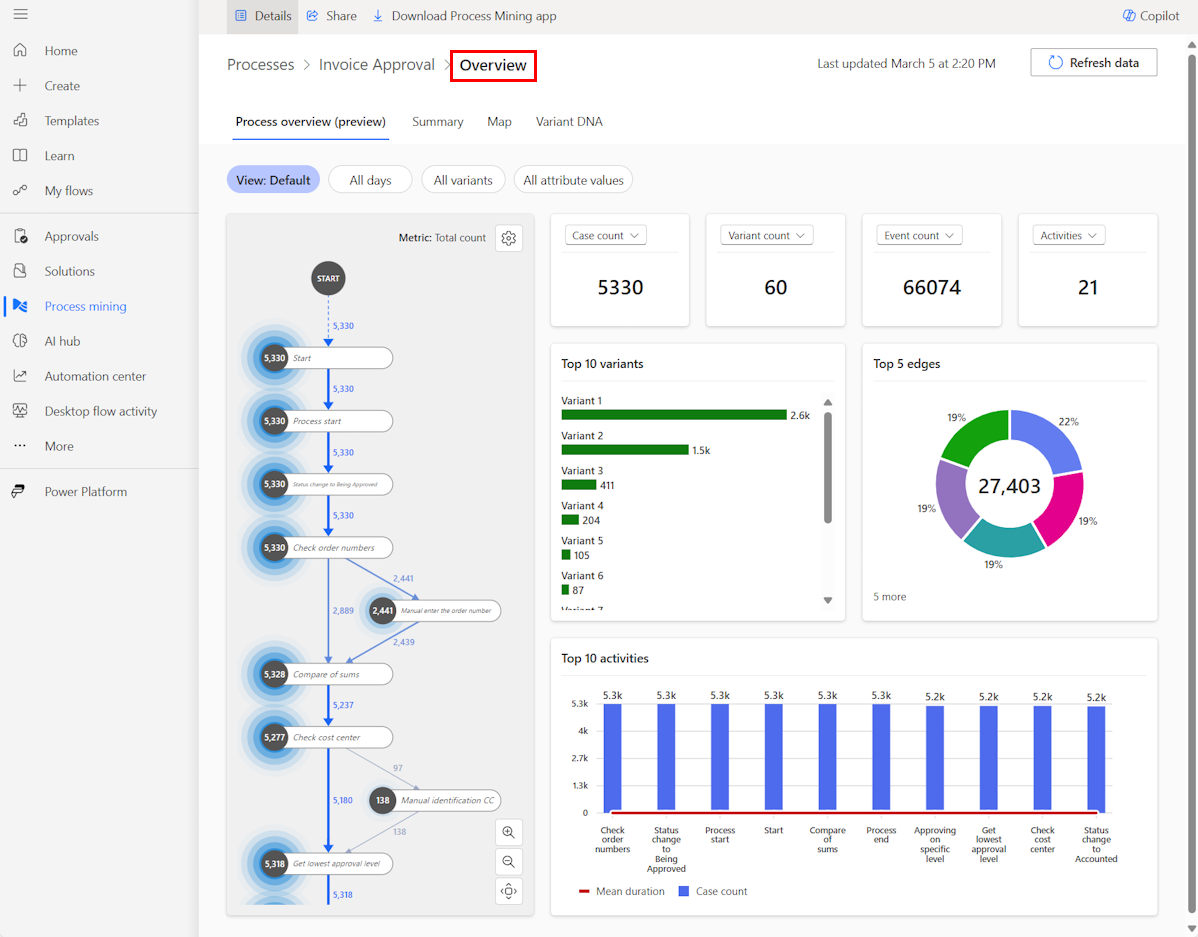 Details
Share
Download Process Mining app
Copilot
Home
Create
Templates
Learn
My flows
Approvals
Solutions
Process mining
AI hub
Automation center
Desktop flow activity
More
Power Platform
Processes > Invoice Approval > Overview
Last updated March 5 at 2:20 PM
Refresh data
Process overview (preview)
Summary
Map
Variant DNA
View: Default
All days
All variants
All attribute values
Metric: Total count
START
5,330
5,330 Start
5,330
5,330 Process start
5,330
5,330 Status change to Being Approved
5,330
5,330 Check order numbers
2,441
2,889
2,441 Manual enter the order number
2,439
5,328 Compare of sums
5,237
5,277 Check cost center
97
5,180
138 Manual identification CC
138
5,318 Get lowest approval level
5,318
Case count
5330
Variant count
60
Event count
66074
Activities
21
Top 10 variants
Variant 1
2.6k
Variant 2
1.5k
Variant 3
411
Variant 4
204
Variant 5
105
Variant 6
87
Variant 7
Top 5 edges
19%
22%
27,403
19%
19%
19%
5 more
Top 10 activities
5.3k 5.3k 5.3k 5.3k 5.3k 5.3k 5.2k 5.2k 5.2k 5.2k
5.3k
4k
2.7k
1.3k
0
Check order numbers
Status change to Being Approved
Process start
Start
Compare of sums
Process end
Approving on specific level
Get lowest approval level
Check cost center
Status change to Accounted
Mean duration
Case count